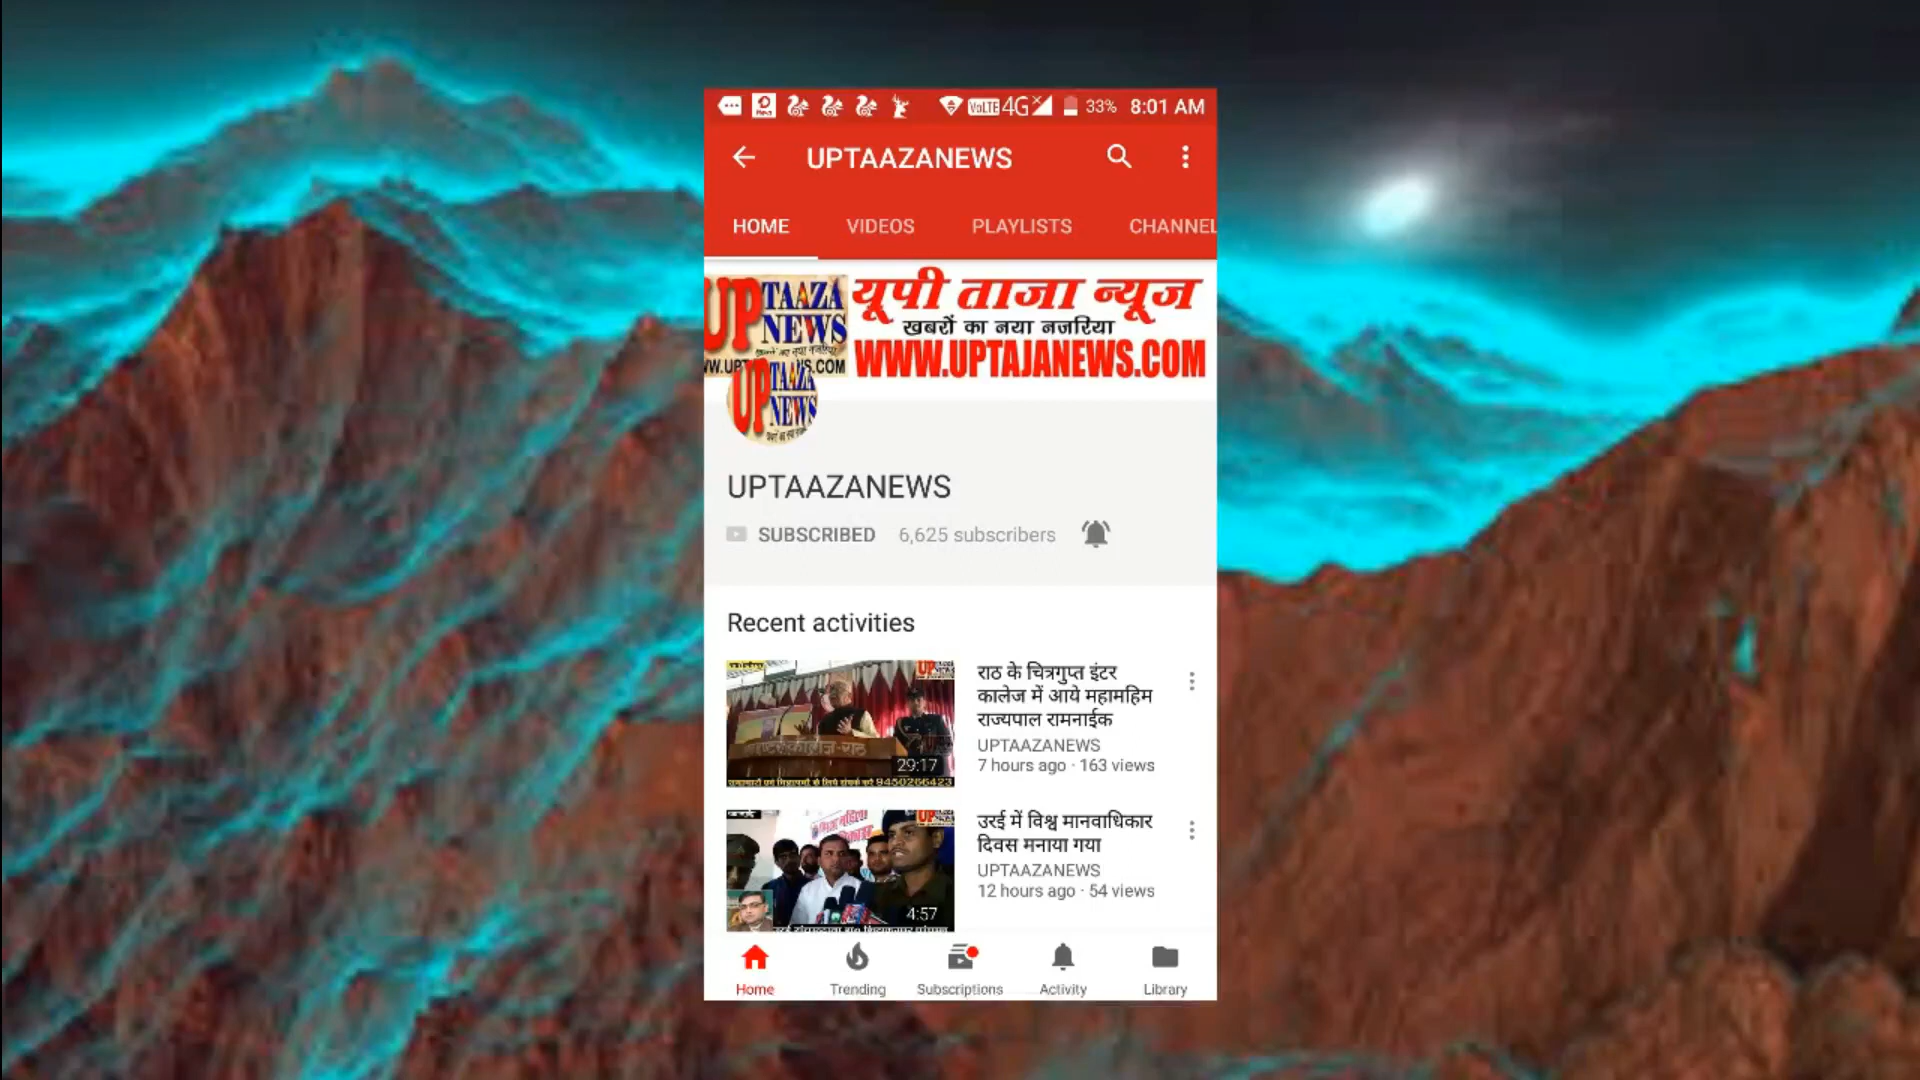 VoLTE 4G 33% 8:01 AM
UPTAAZANEWS
HOME VIDEOS PLAYLISTS CHANNEL
UP TAAZA NEWS
यूपी ताजा न्यूज
खबरों का नया नजरिया
WWW.UPTAJANEWS.COM
UP TAAZA NEWS
UPTAAZANEWS
SUBSCRIBED 6,625 subscribers
Recent activities
राठ के चित्रगुप्त इंटर
कालेज में आये महामहिम
राज्यपाल रामनाईक
UPTAAZANEWS
7 hours ago · 163 views
29:17
उरई में विश्व मानवाधिकार
दिवस मनाया गया
UPTAAZANEWS
12 hours ago · 54 views
4:57
Home Trending Subscriptions Activity Library